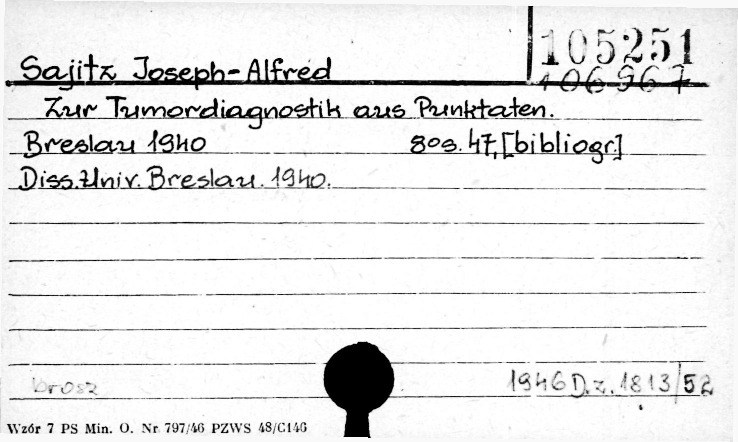 105251
Sajitz Joseph-Alfred
106967
Zur Tumordiagnostik aus Punktaten.
Breslau 1940 8os. 47,[bibliogr.]
Diss. Univ. Breslau. 1940.
brosz
1946 D.z. 1813/52
Wzór 7 PS Min. O. Nr 797/46 PZWS 48/C146